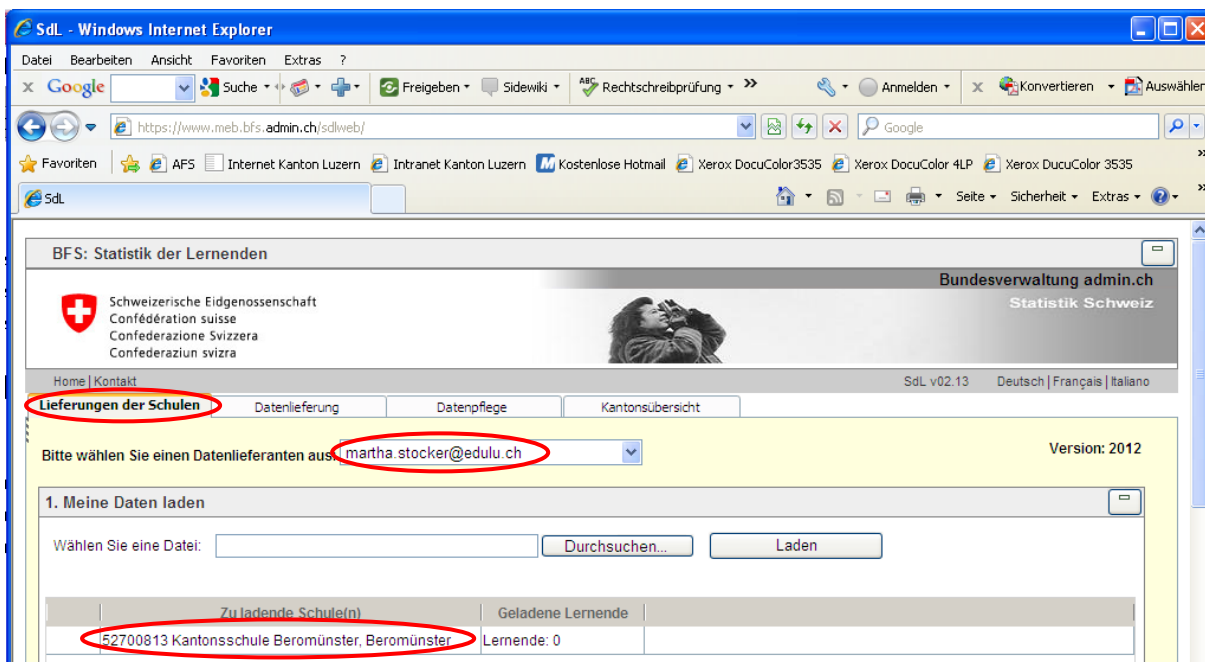 SdL - Windows Internet Explorer
Datei Bearbeiten Ansicht Favoriten Extras ?
x Google Suche Freigeben Sidewiki ABC Rechtschreibprüfung >> Anmelden x Konvertieren Auswählen
https://www.meb.bfs.admin.ch/sdlweb/ Google
Favoriten AFS Internet Kanton Luzern Intranet Kanton Luzern Kostenlose Hotmail Xerox DocuColor3535 Xerox DocuColor 4LP Xerox DucuColor 3535 >>
SdL Seite Sicherheit Extras >>
BFS: Statistik der Lernenden
Bundesverwaltung admin.ch
Statistik Schweiz
Schweizerische Eidgenossenschaft
Confédération suisse
Confederazione Svizzera
Confederaziun svizra
Home | Kontakt SdL v02.13 Deutsch | Français | Italiano
Lieferungen der Schulen Datenlieferung Datenpflege Kantonsübersicht
Bitte wählen Sie einen Datenlieferanten aus: martha.stocker@edulu.ch Version: 2012
1. Meine Daten laden
Wählen Sie eine Datei: Durchsuchen... Laden
Zu ladende Schule(n) Geladene Lernende
52700813 Kantonsschule Beromünster, Beromünster Lernende: 0